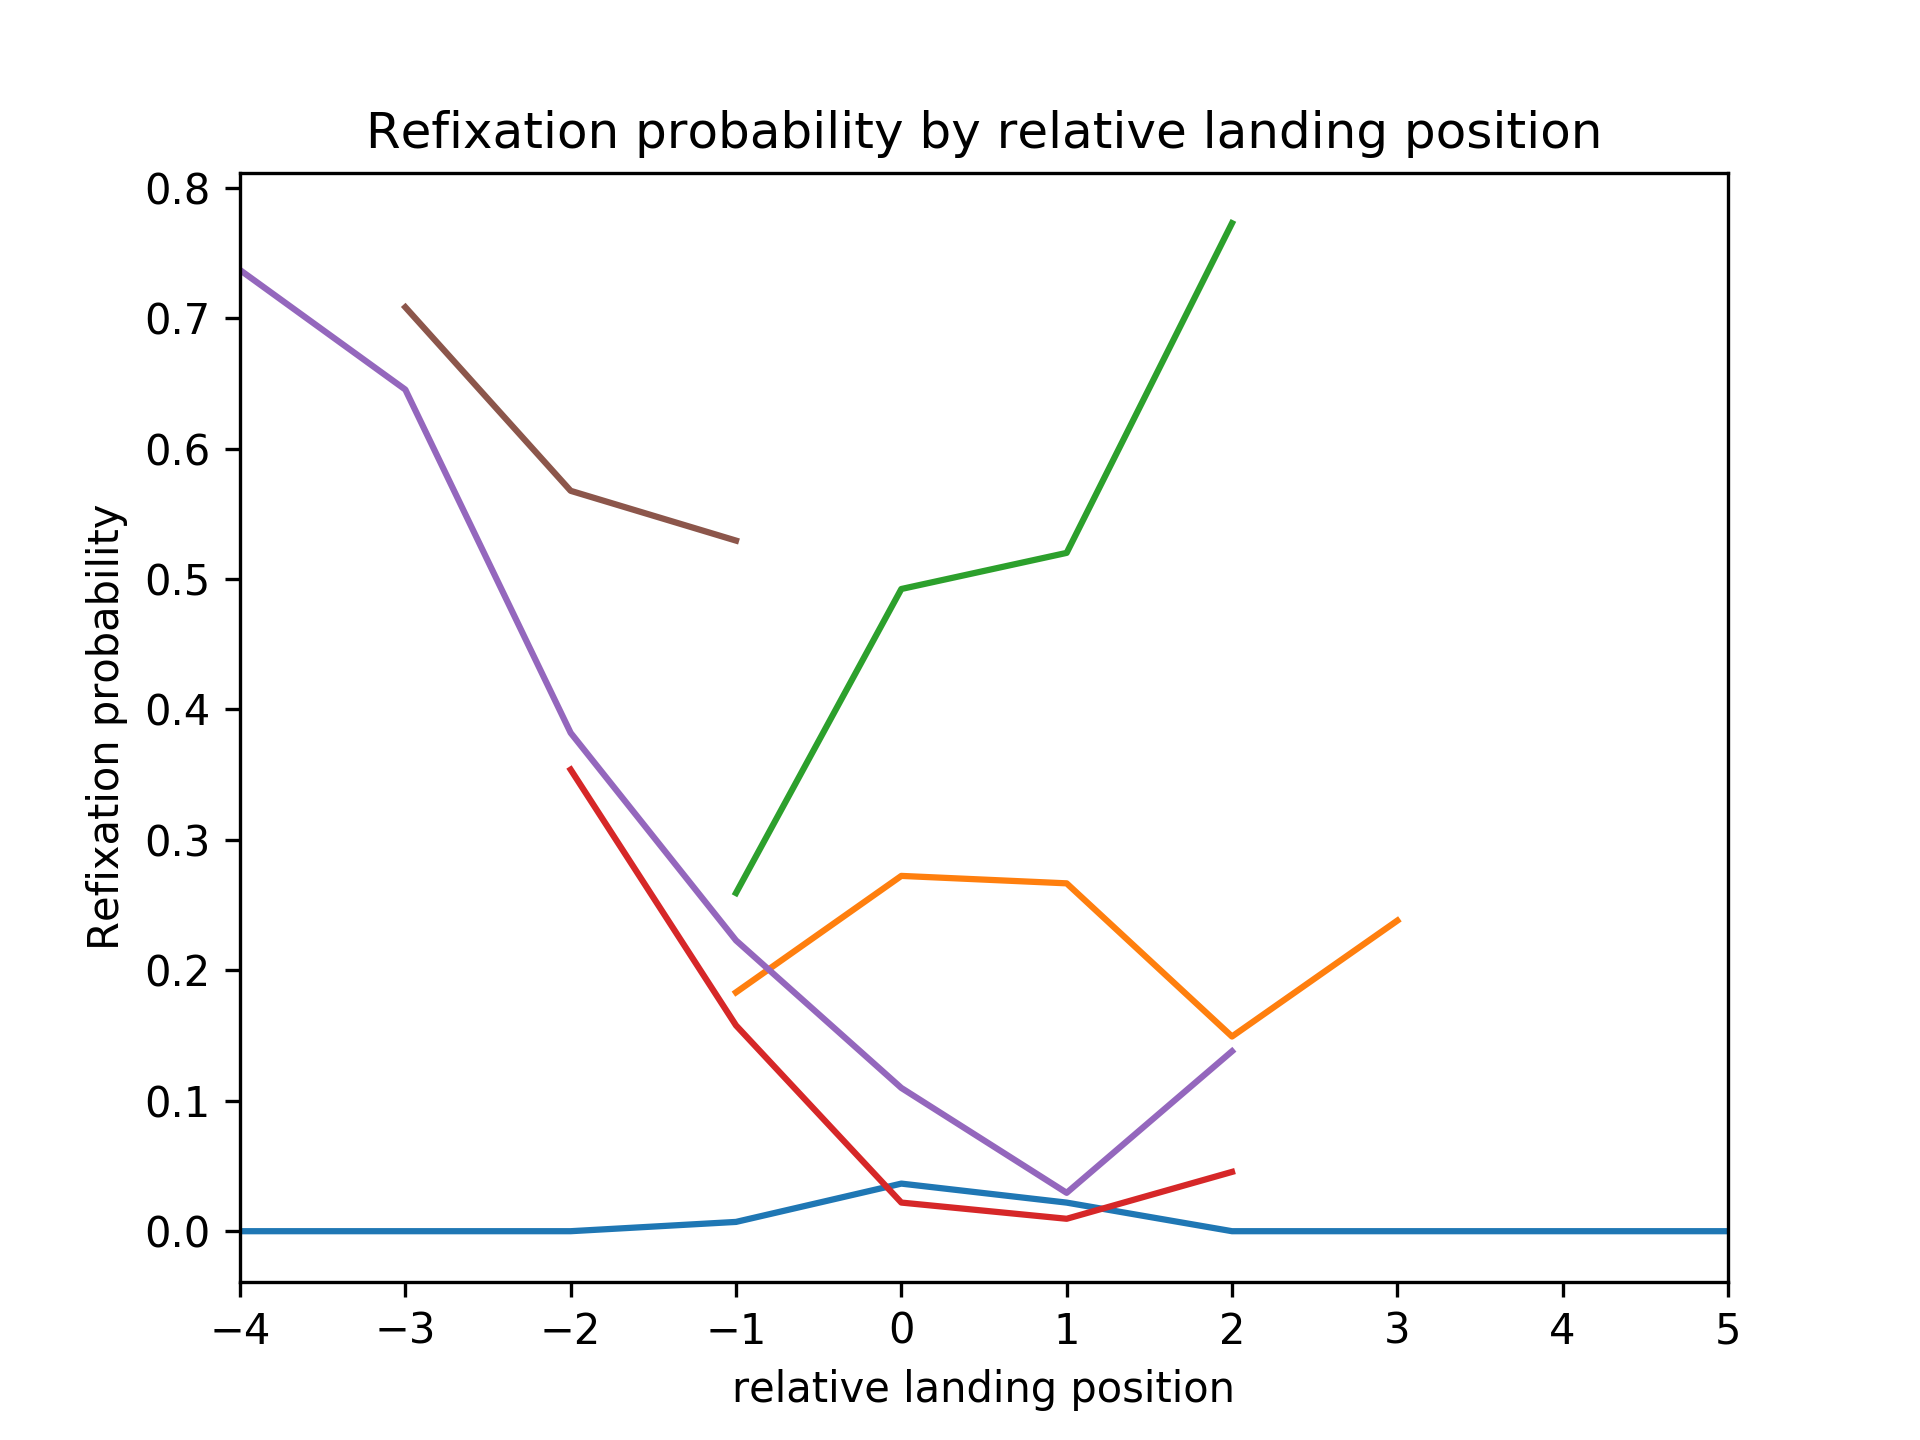 Refixation probability by relative landing position
0.8
0.7
0.6
0.5
0.4
0.3
0.2
0.1
0.0
Refixation probability
−4 −3 −2 −1 0 1 2 3 4 5
relative landing position